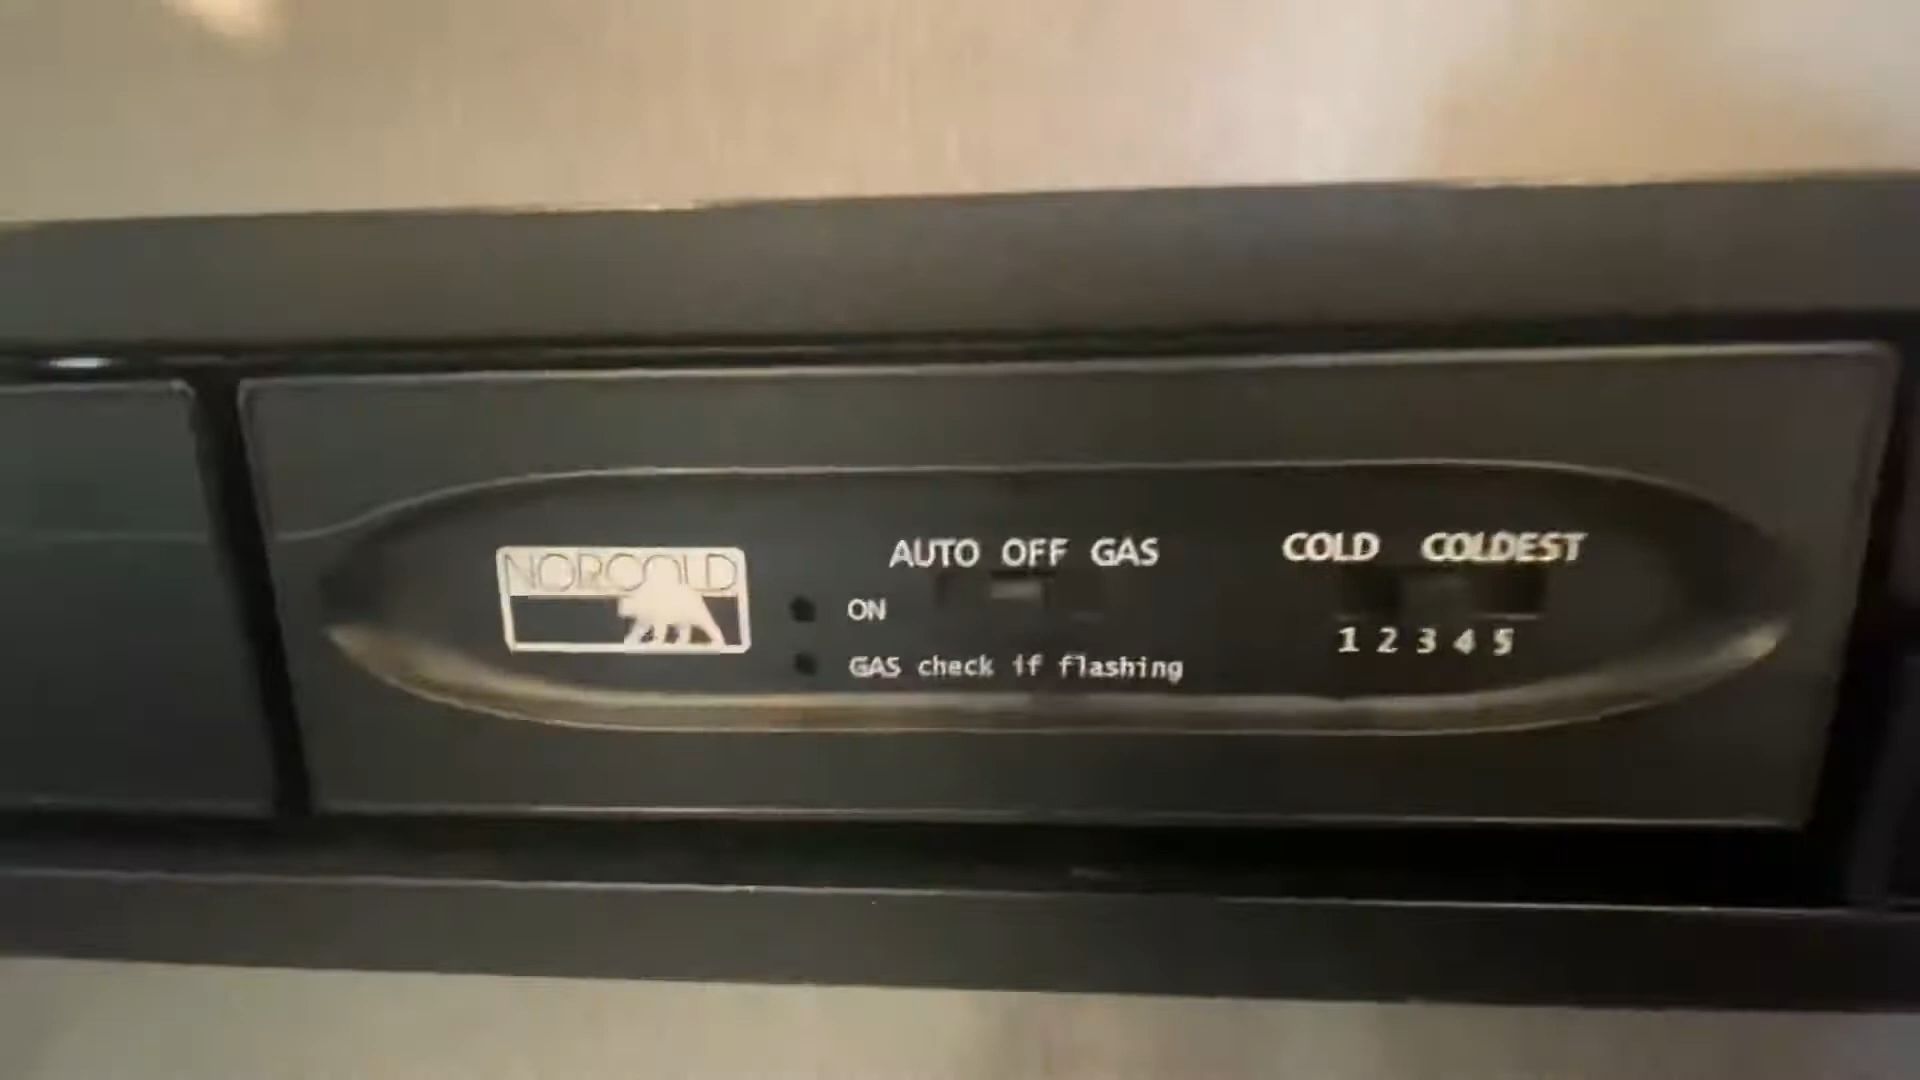 NORCOLD
AUTO OFF GAS
ON
GAS check if flashing
COLD COLDEST
1 2 3 4 5